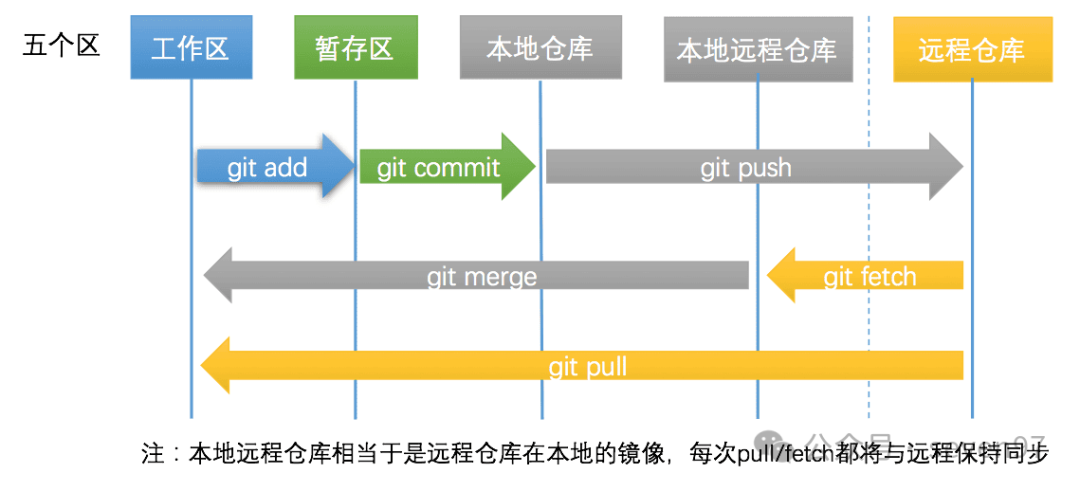 五个区
工作区
暂存区
本地仓库
本地远程仓库
远程仓库
git add
git commit
git push
git merge
git fetch
git pull
注：本地远程仓库相当于是远程仓库在本地的镜像，每次pull/fetch都将与远程保持同步
公众号